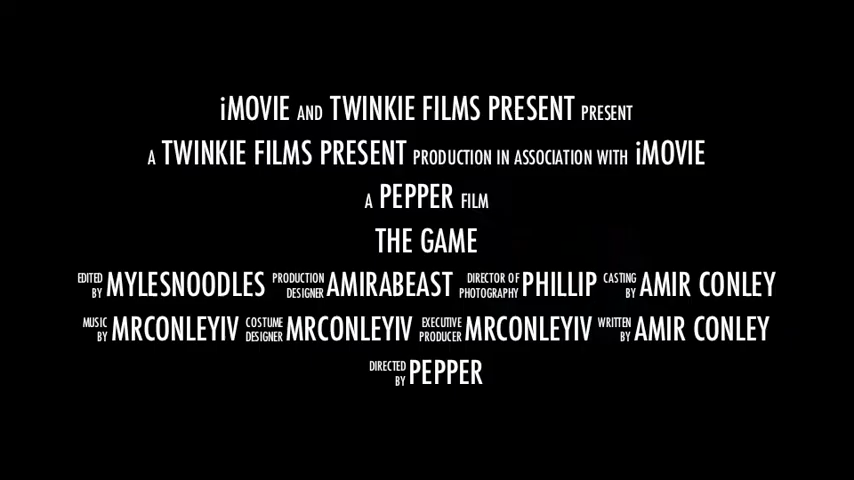 iMOVIE AND TWINKIE FILMS PRESENT PRESENT
A TWINKIE FILMS PRESENT PRODUCTION IN ASSOCIATION WITH iMOVIE
A PEPPER FILM
THE GAME
EDITED BY MYLESNOODLES PRODUCTION DESIGNER AMIRABEAST DIRECTOR OF PHOTOGRAPHY PHILLIP CASTING BY AMIR CONLEY
MUSIC BY MRCONLEYIV COSTUME DESIGNER MRCONLEYIV EXECUTIVE PRODUCER MRCONLEYIV WRITTEN BY AMIR CONLEY
DIRECTED BY PEPPER